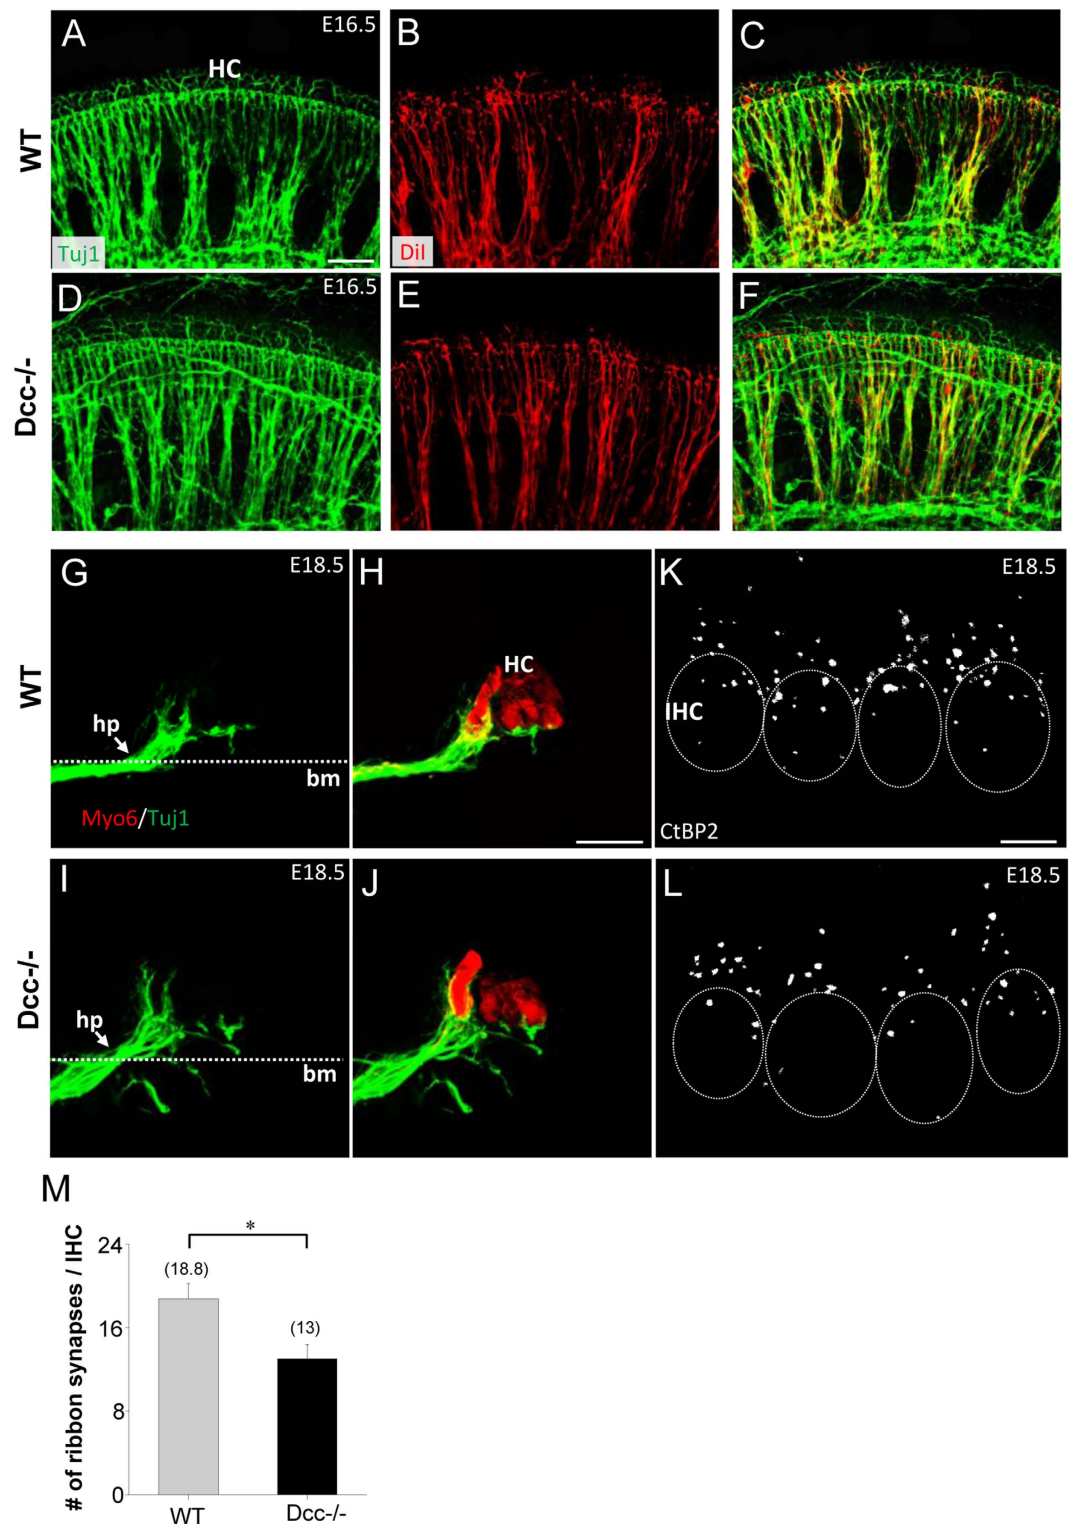 A
E16.5
HC
WT
Tuj1
B
DiI
C
D
E16.5
Dcc-/-
E
F
G
E18.5
WT
hp
bm
Myo6/Tuj1
H
HC
K
E18.5
IHC
CtBP2
I
E18.5
Dcc-/-
hp
bm
J
L
E18.5
M
*
# of ribbon synapses / IHC
24
16
8
0
(18.8)
(13)
WT
Dcc-/-